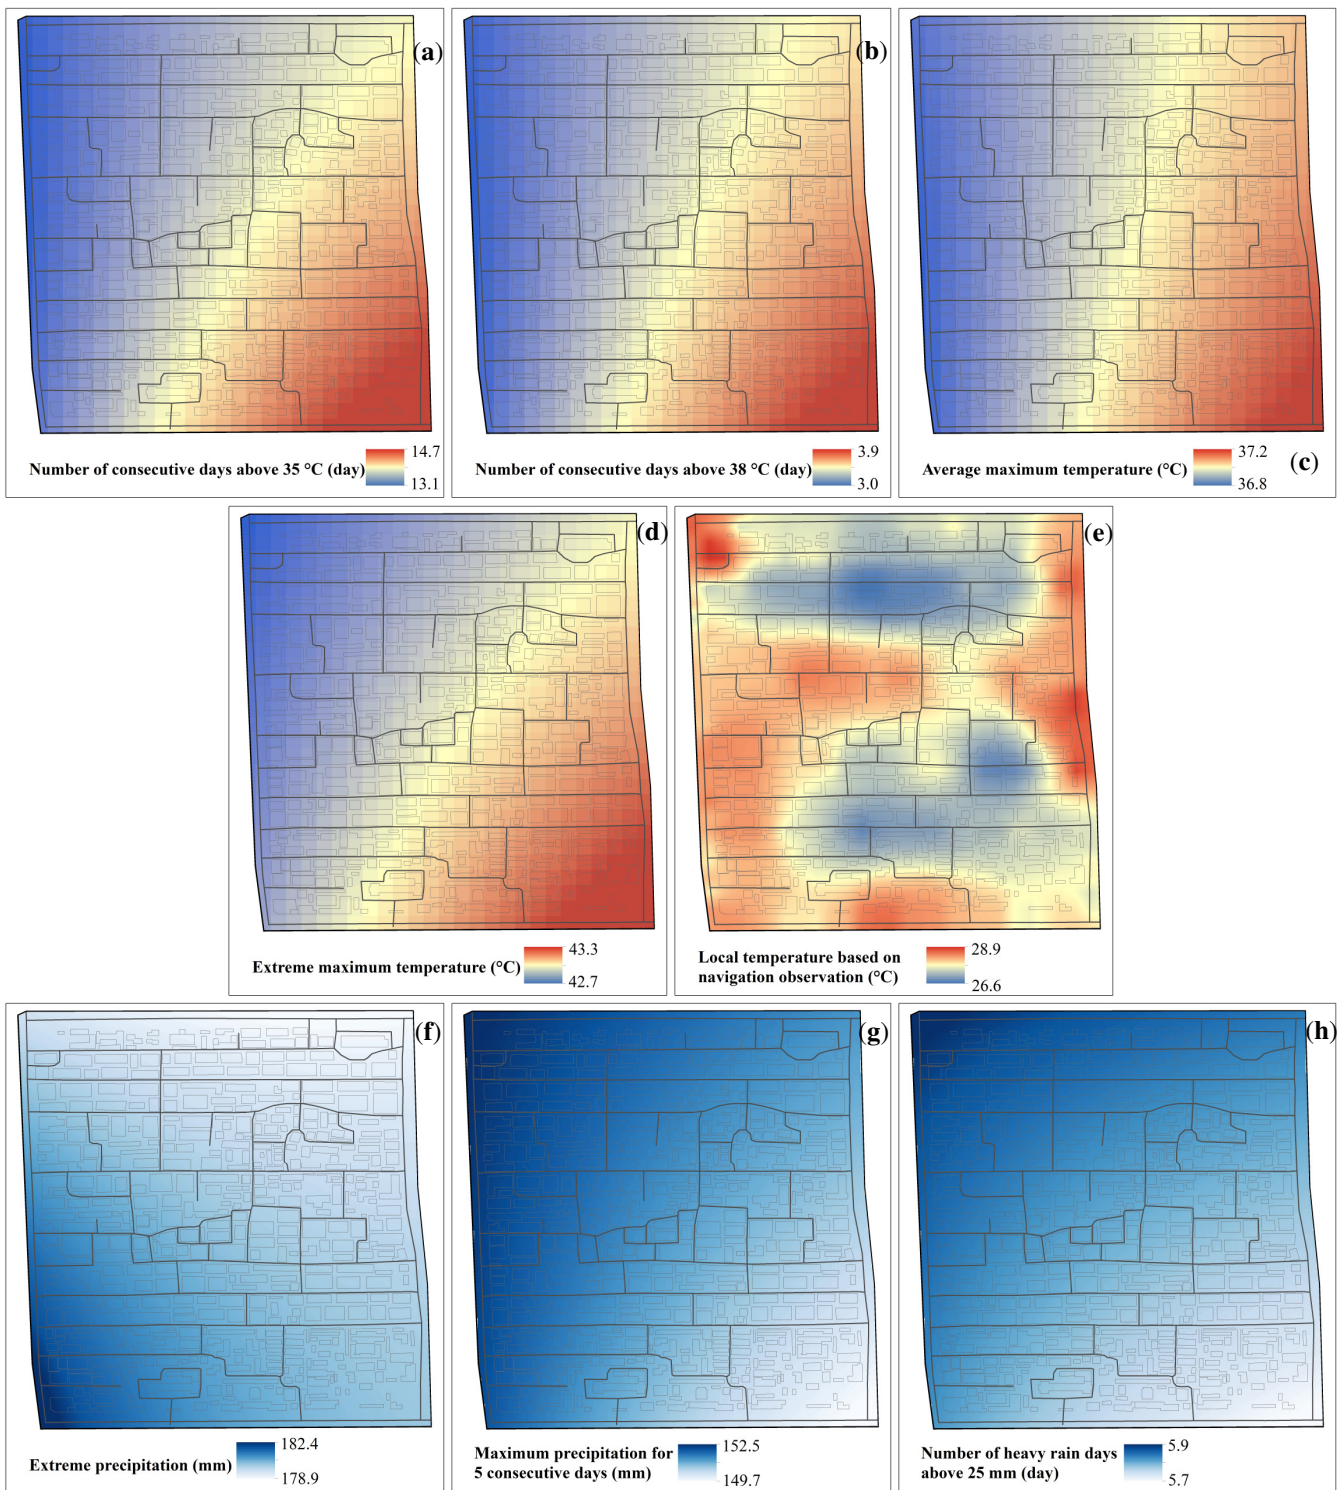 (a)
Number of consecutive days above 35 °C (day)
14.7
13.1
(b)
Number of consecutive days above 38 °C (day)
3.9
3.0
(c)
Average maximum temperature (°C)
37.2
36.8
(d)
Extreme maximum temperature (°C)
43.3
42.7
(e)
Local temperature based on
navigation observation (°C)
28.9
26.6
(f)
Extreme precipitation (mm)
182.4
178.9
(g)
Maximum precipitation for
5 consecutive days (mm)
152.5
149.7
(h)
Number of heavy rain days
above 25 mm (day)
5.9
5.7